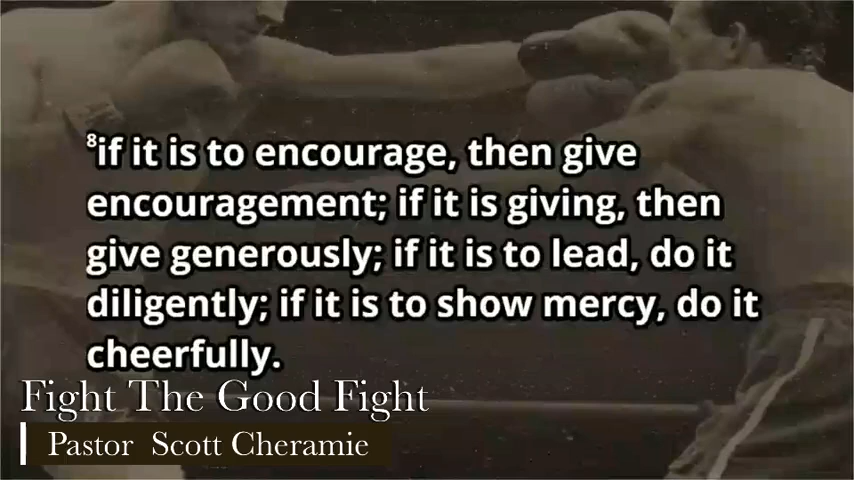 ⁸if it is to encourage, then give
encouragement; if it is giving, then
give generously; if it is to lead, do it
diligently; if it is to show mercy, do it
cheerfully.
Fight The Good Fight
Pastor Scott Cheramie